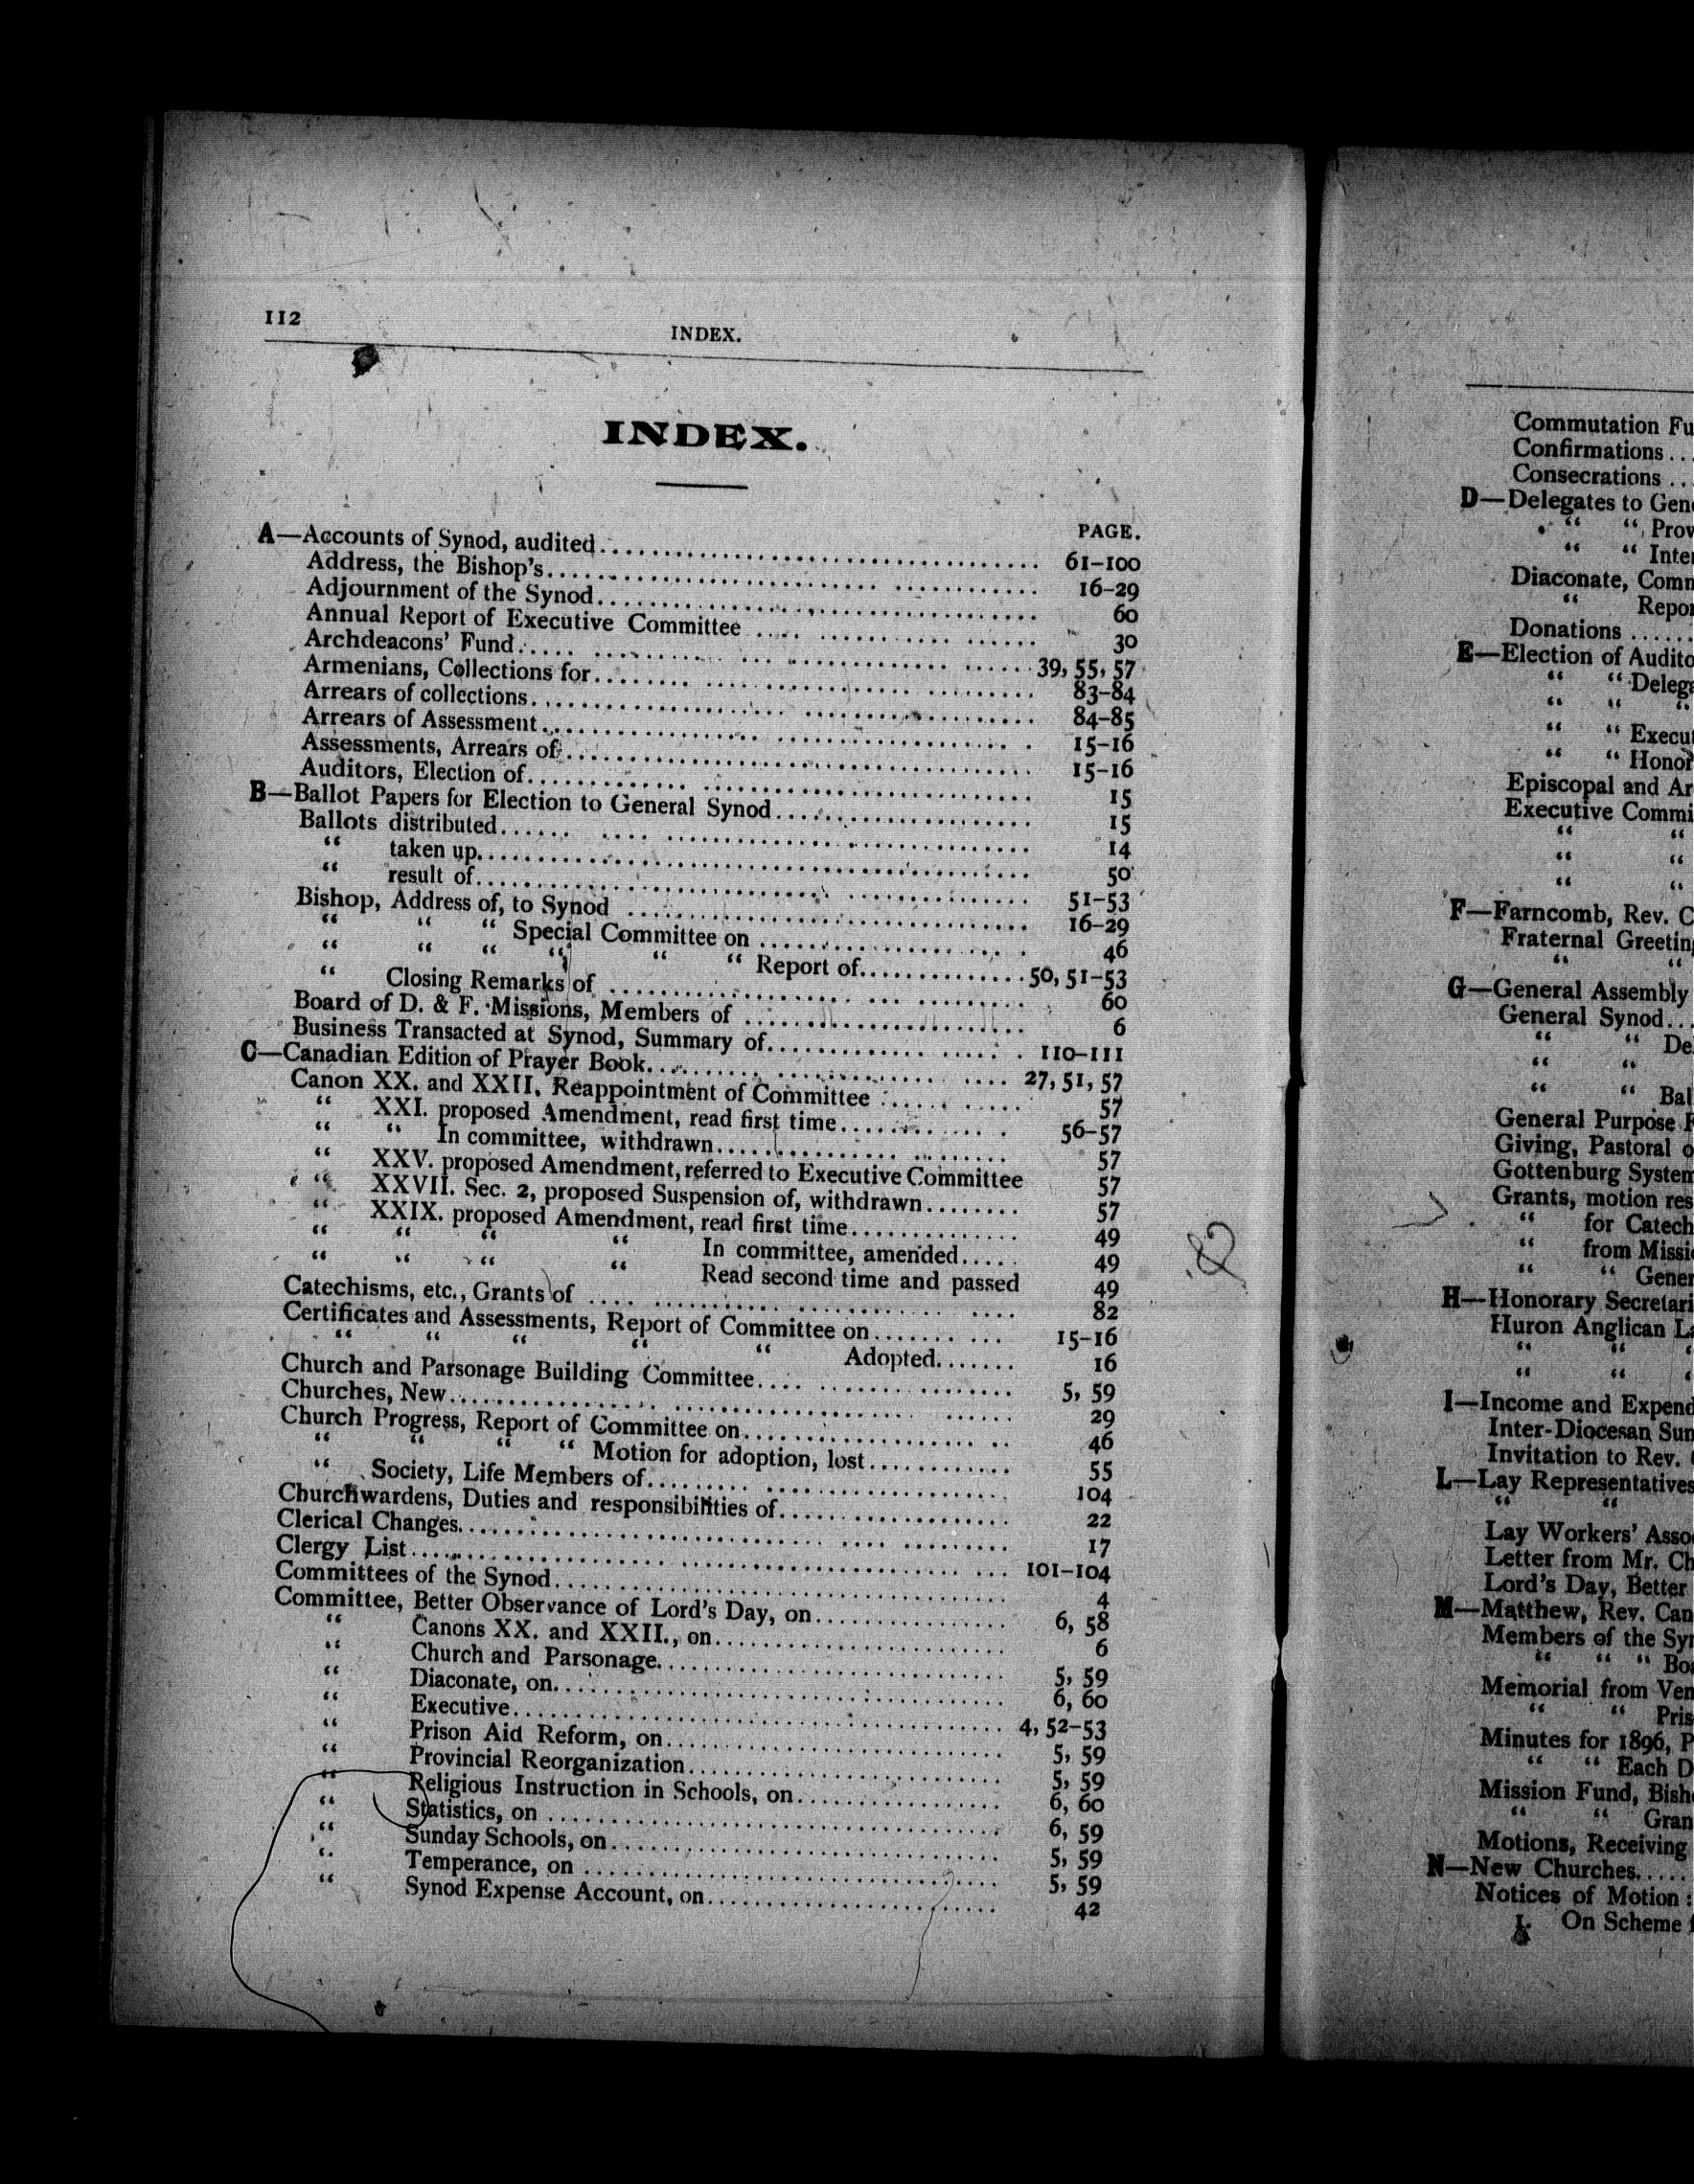 112
INDEX.
INDEX.
PAGE.
A—Accounts of Synod, audited.......... 61-100
Address, the Bishop's.......... 16-29
Adjournment of the Synod.......... 60
Annual Report of Executive Committee .......... 30
Archdeacons' Fund.......... 39, 55, 57
Armenians, Collections for.......... 83-84
Arrears of collections.......... 84-85
Arrears of Assessment.......... 15-16
Assessments, Arrears of.......... 15-16
Auditors, Election of.......... 15
B—Ballot Papers for Election to General Synod.......... 15
Ballots distributed.......... 14
“ taken up.......... 50
“ result of.......... 51-53
Bishop, Address of, to Synod .......... 16-29
“ “ “ Special Committee on .......... 46
“ “ “ “ “ “ Report of.......... 50, 51-53
“ Closing Remarks of .......... 60
Board of D. & F. Missions, Members of .......... 6
Business Transacted at Synod, Summary of.......... 110-111
C—Canadian Edition of Prayer Book.......... 27, 51, 57
Canon XX. and XXII. Reappointment of Committee .......... 57
“ XXI. proposed Amendment, read first time.......... 56-57
“ “ In committee, withdrawn.......... 57
“ XXV. proposed Amendment, referred to Executive Committee 57
“ XXVII. Sec. 2, proposed Suspension of, withdrawn........ 57
“ XXIX. proposed Amendment, read first time.......... 49
“ “ “ “ In committee, amended..... 49
“ “ “ “ Read second time and passed 49
Catechisms, etc., Grants of .......... 82
Certificates and Assessments, Report of Committee on.......... 15-16
“ “ “ “ “ Adopted....... 16
Church and Parsonage Building Committee.......... 5, 59
Churches, New.......... 29
Church Progress, Report of Committee on.......... 46
“ “ “ “ Motion for adoption, lost.......... 55
“ Society, Life Members of.......... 104
Churchwardens, Duties and responsibilities of.......... 22
Clerical Changes.......... 17
Clergy List.......... 101-104
Committees of the Synod.......... 4
Committee, Better Observance of Lord's Day, on.......... 6, 58
“ Canons XX. and XXII., on.......... 6
“ Church and Parsonage.......... 5, 59
“ Diaconate, on.......... 6, 60
“ Executive.......... 4, 52-53
“ Prison Aid Reform, on.......... 5, 59
“ Provincial Reorganization.......... 5, 59
“ Religious Instruction in Schools, on.......... 6, 60
“ Statistics, on .......... 6, 59
“ Sunday Schools, on.......... 5, 59
“ Temperance, on .......... 5, 59
“ Synod Expense Account, on.......... 42
Commutation
Confirmations...
Consecrations ..
D—Delegates to
“ “
“ “
Diaconate,
“
Donations ......
E—Election of
“ “
“ “ “
“ “
“ “
Episcopal and
Executive
“ “
“ “
“ “
F—Farncomb, Rev.
Fraternal
“ “
G—General Assembly
General Synod...
“ “
“ “
“ “
General Purpose
Giving, Pastoral
Gottenburg
Grants, motion
“ for
“ from
“ “
H—Honorary
Huron Anglican
“ “ “
“ “ “
I—Income and
Inter-Diocesan
Invitation to Rev.
L—Lay Representatives
“ “
Lay Workers'
Letter from Mr.
Lord's Day, Better
M—Matthew, Rev.
Members of the
“ “ “
Memorial from
“ “
Minutes for 1896,
“ “ Each
Mission Fund,
“ “
Motions, Receiving
N—New Churches.....
Notices of Motion :
1. On Scheme